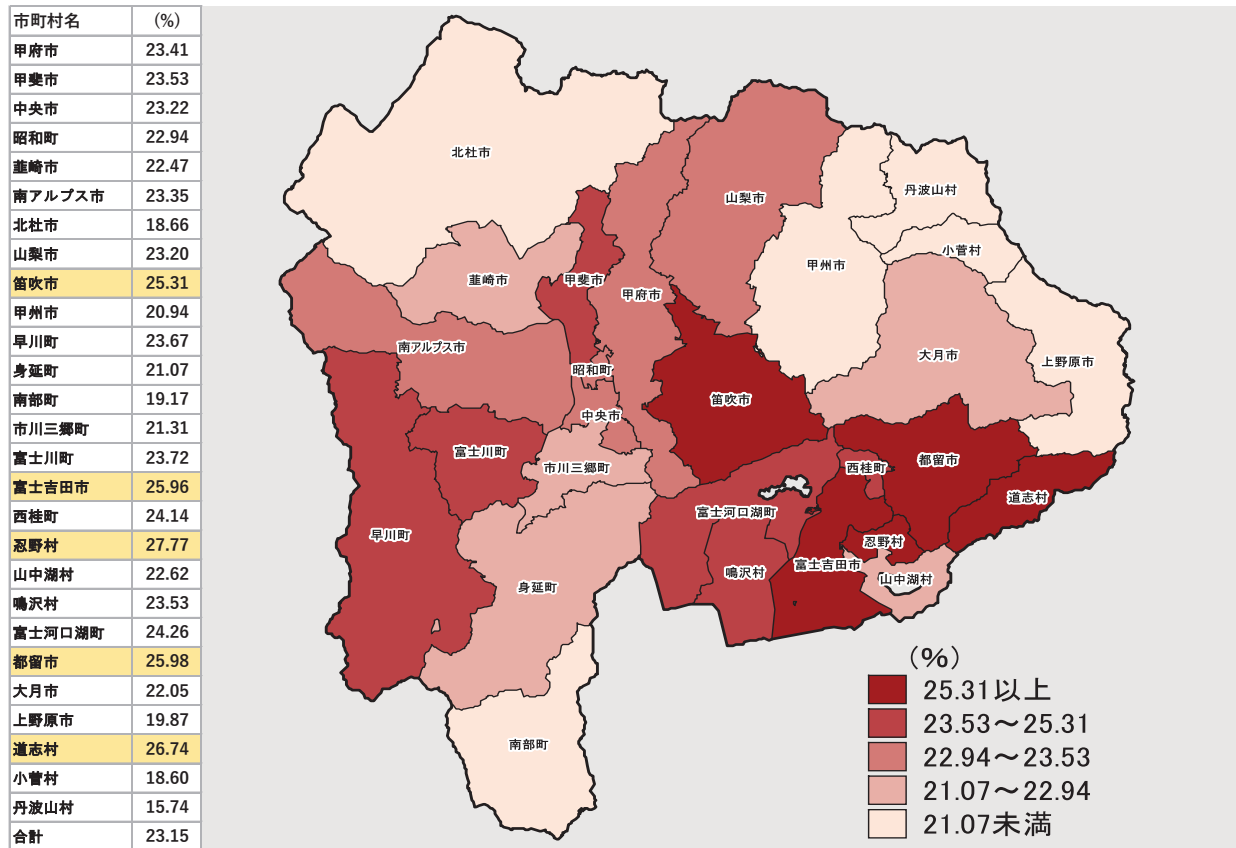 市町村名 (%)
甲府市 23.41
甲斐市 23.53
中央市 23.22
昭和町 22.94
韮崎市 22.47
南アルプス市 23.35
北杜市 18.66
山梨市 23.20
笛吹市 25.31
甲州市 20.94
早川町 23.67
身延町 21.07
南部町 19.17
市川三郷町 21.31
富士川町 23.72
富士吉田市 25.96
西桂町 24.14
忍野村 27.77
山中湖村 22.62
鳴沢村 23.53
富士河口湖町 24.26
都留市 25.98
大月市 22.05
上野原市 19.87
道志村 26.74
小菅村 18.60
丹波山村 15.74
合計 23.15
北杜市
丹波山村
山梨市
小菅村
甲州市
韮崎市
甲斐市
甲府市
南アルプス市
大月市
上野原市
昭和町
笛吹市
中央市
富士川町
市川三郷町
西桂町
都留市
道志村
富士河口湖町
早川町
忍野村
富士吉田市
鳴沢村
山中湖村
身延町
南部町
(%)
25.31以上
23.53～25.31
22.94～23.53
21.07～22.94
21.07未満